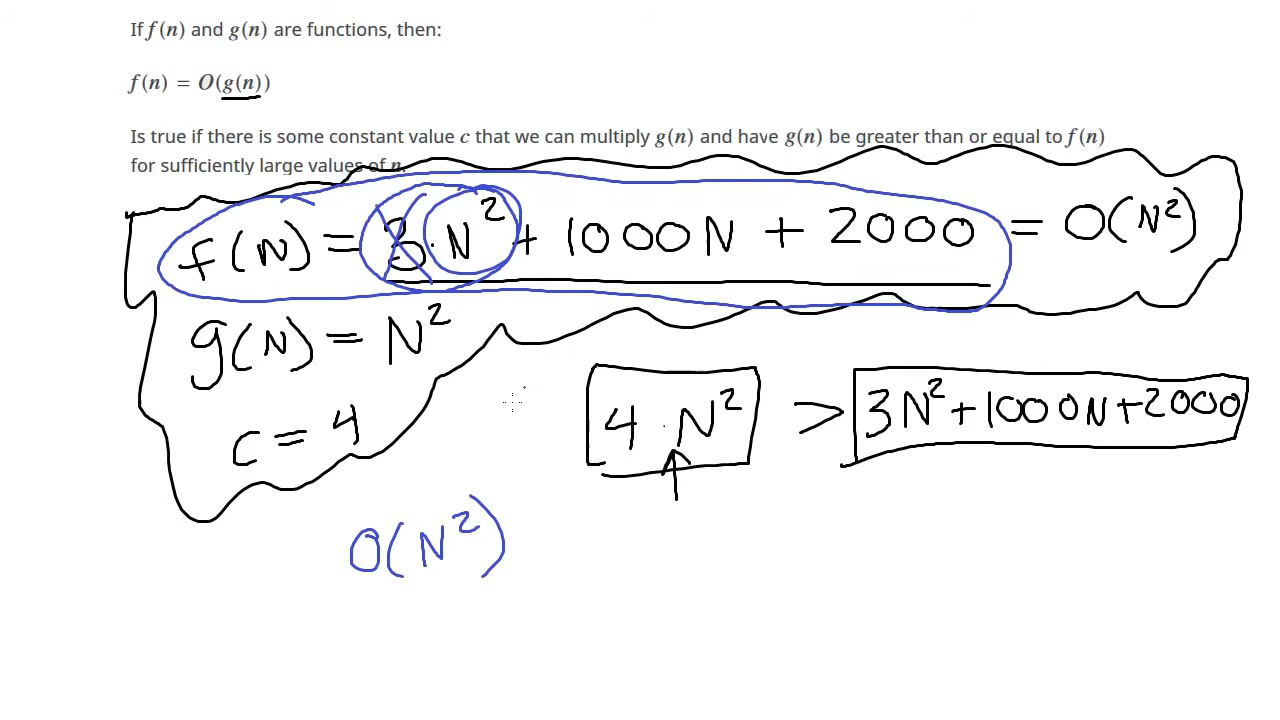 If f(n) and g(n) are functions, then:
f(n) = O(g(n))
Is true if there is some constant value c that we can multiply g(n) and have g(n) be greater than or equal to f(n)
for sufficiently large values of n.
f(N) = 3·N² + 1000N + 2000 = O(N²)
g(N) = N²
c = 4
4·N² > 3N²+1000N+2000
O(N²)